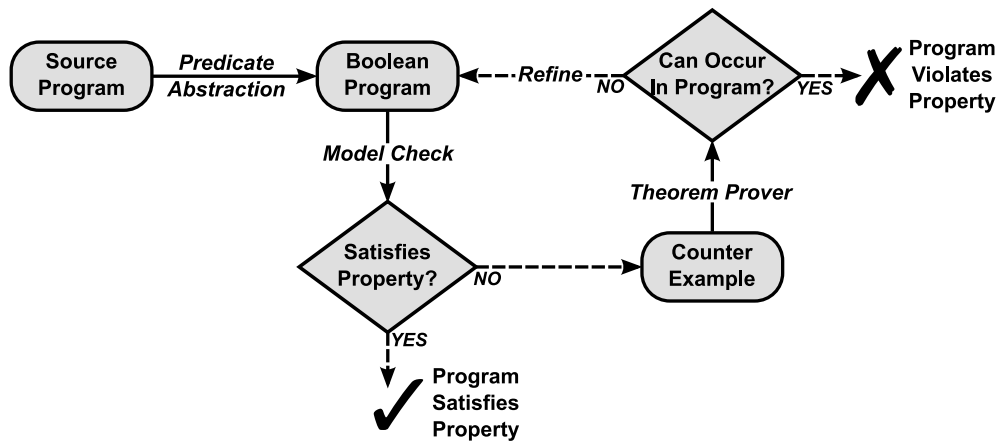 Source
Program
Predicate
Abstraction
Boolean
Program
Refine
NO
Can Occur
In Program?
YES
Program
Violates
Property
Model Check
Theorem Prover
Satisfies
Property?
NO
Counter
Example
YES
Program
Satisfies
Property